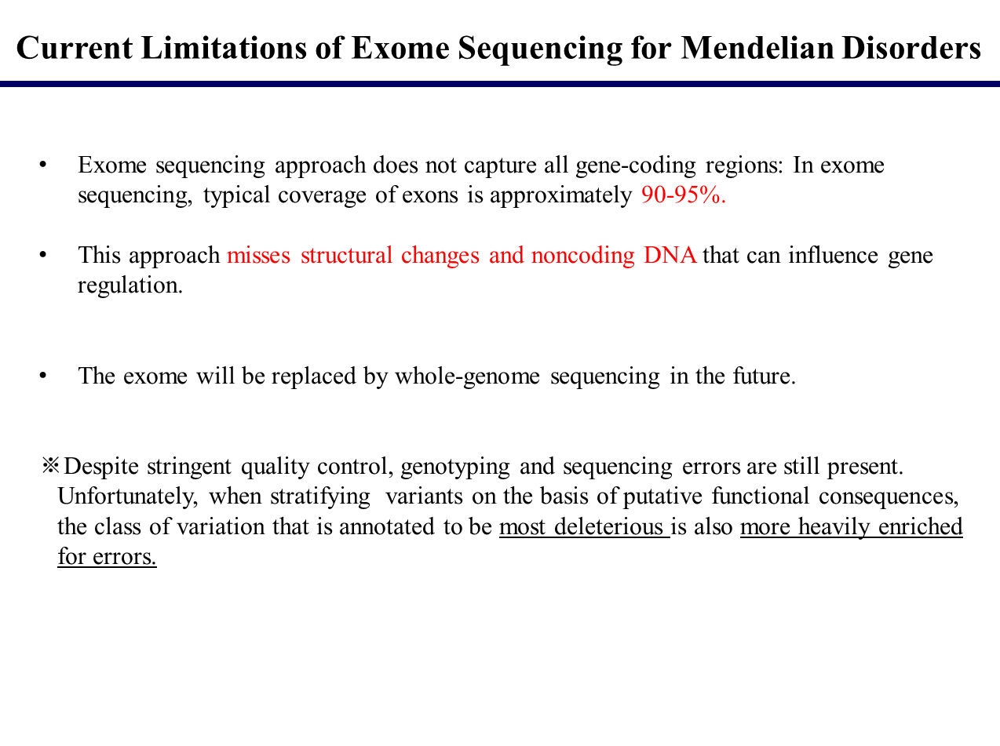 Current Limitations of Exome Sequencing for Mendelian Disorders
• Exome sequencing approach does not capture all gene-coding regions: In exome
sequencing, typical coverage of exons is approximately 90-95%.
• This approach misses structural changes and noncoding DNA that can influence gene
regulation.
• The exome will be replaced by whole-genome sequencing in the future.
※Despite stringent quality control, genotyping and sequencing errors are still present.
Unfortunately, when stratifying variants on the basis of putative functional consequences,
the class of variation that is annotated to be most deleterious is also more heavily enriched
for errors.